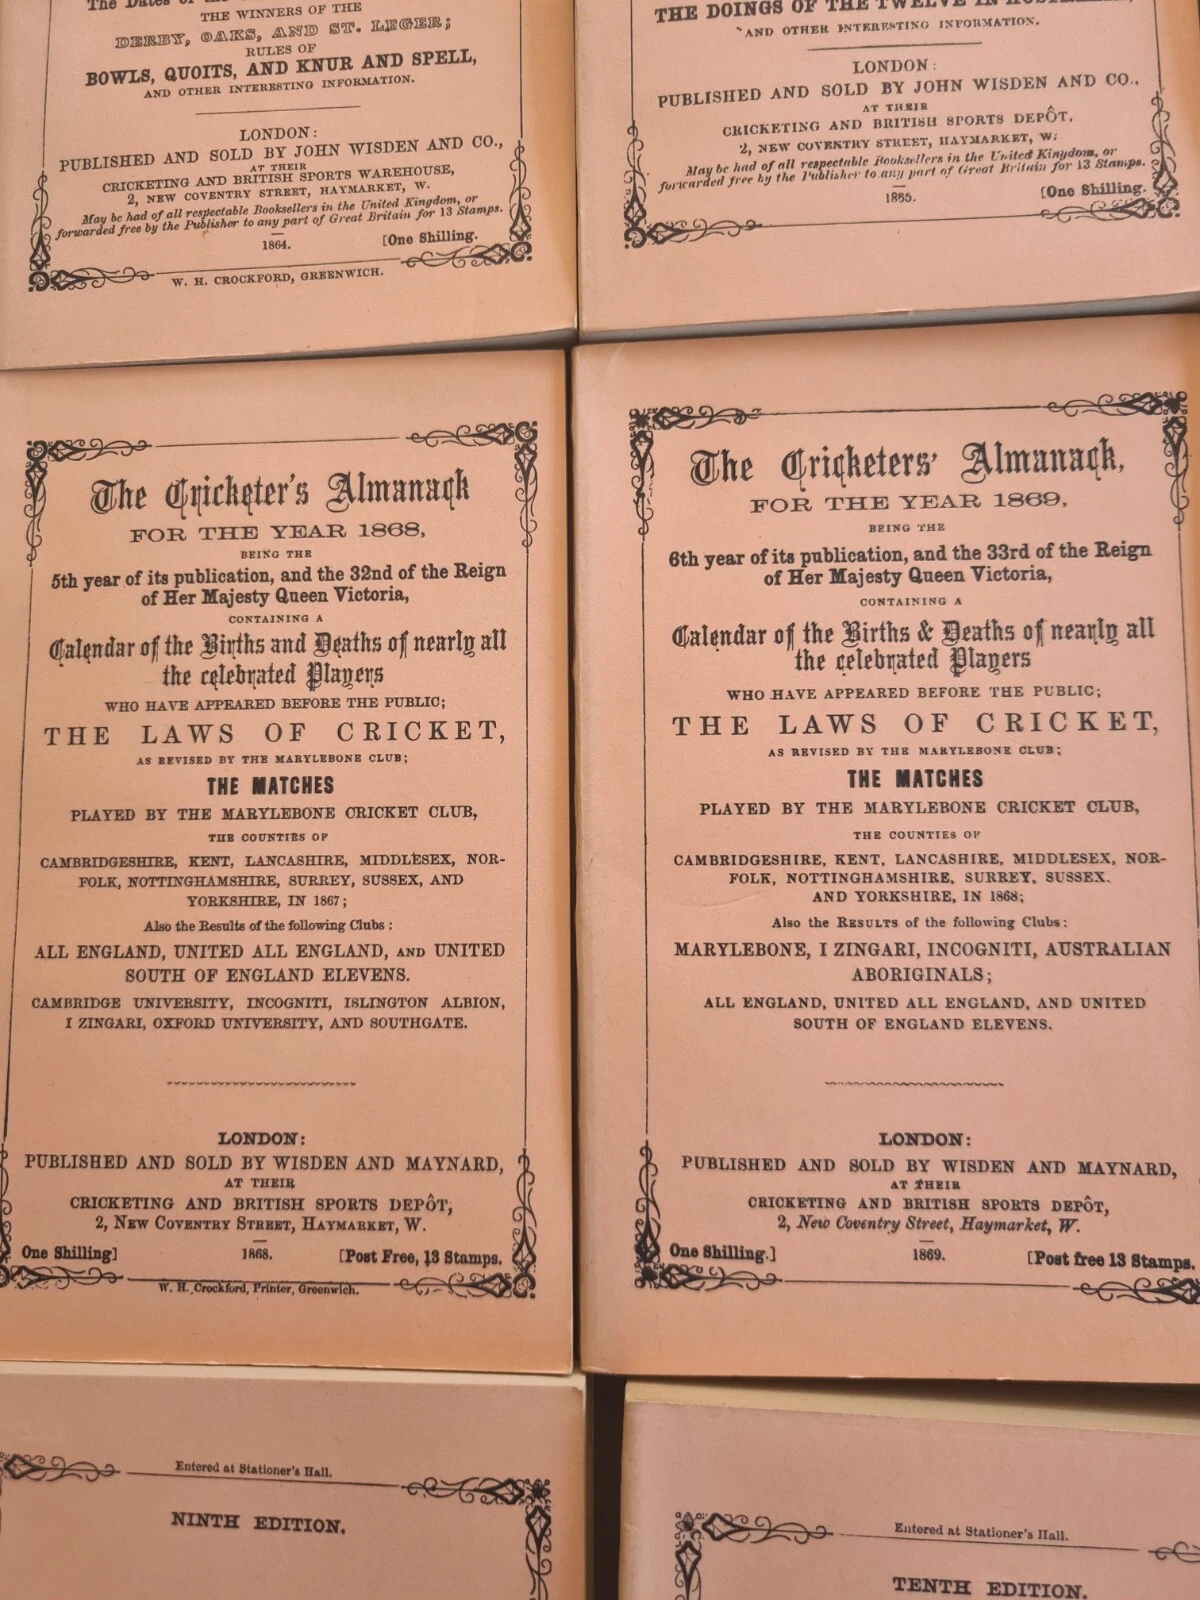 The Dates of the
THE WINNERS OF THE
DERBY, OAKS, AND ST. LEGER;
RULES OF
BOWLS, QUOITS, AND KNUR AND SPELL,
AND OTHER INTERESTING INFORMATION.
LONDON:
PUBLISHED AND SOLD BY JOHN WISDEN AND CO.,
AT THEIR
CRICKETING AND BRITISH SPORTS WAREHOUSE,
2, NEW COVENTRY STREET, HAYMARKET, W.
May be had of all respectable Booksellers in the United Kingdom, or
forwarded free by the Publisher to any part of Great Britain for 13 Stamps.
1864. [One Shilling.
W. H. CROCKFORD, GREENWICH.
THE DOINGS OF THE TWELVE IN AUSTRALIA;
AND OTHER INTERESTING INFORMATION.
LONDON:
PUBLISHED AND SOLD BY JOHN WISDEN AND CO.,
AT THEIR
CRICKETING AND BRITISH SPORTS DEPÔT,
2, NEW COVENTRY STREET, HAYMARKET, W;
May be had of all respectable Booksellers in the United Kingdom, or
forwarded free by the Publisher to any part of Great Britain for 13 Stamps.
1865. [One Shilling.
The Cricketer's Almanack
FOR THE YEAR 1868,
BEING THE
5th year of its publication, and the 32nd of the Reign
of Her Majesty Queen Victoria,
CONTAINING A
Calendar of the Births and Deaths of nearly all
the celebrated Players
WHO HAVE APPEARED BEFORE THE PUBLIC;
THE LAWS OF CRICKET,
AS REVISED BY THE MARYLEBONE CLUB;
THE MATCHES
PLAYED BY THE MARYLEBONE CRICKET CLUB,
THE COUNTIES OF
CAMBRIDGESHIRE, KENT, LANCASHIRE, MIDDLESEX, NOR-
FOLK, NOTTINGHAMSHIRE, SURREY, SUSSEX, AND
YORKSHIRE, IN 1867;
Also the Results of the following Clubs:
ALL ENGLAND, UNITED ALL ENGLAND, AND UNITED
SOUTH OF ENGLAND ELEVENS.
CAMBRIDGE UNIVERSITY, INCOGNITI, ISLINGTON ALBION,
I ZINGARI, OXFORD UNIVERSITY, AND SOUTHGATE.
LONDON:
PUBLISHED AND SOLD BY WISDEN AND MAYNARD,
AT THEIR
CRICKETING AND BRITISH SPORTS DEPÔT,
2, NEW COVENTRY STREET, HAYMARKET, W.
One Shilling] 1868. [Post Free, 13 Stamps.
W. H. Crockford, Printer, Greenwich.
The Cricketers' Almanack,
FOR THE YEAR 1869,
BEING THE
6th year of its publication, and the 33rd of the Reign
of Her Majesty Queen Victoria,
CONTAINING A
Calendar of the Births & Deaths of nearly all
the celebrated Players
WHO HAVE APPEARED BEFORE THE PUBLIC;
THE LAWS OF CRICKET,
AS REVISED BY THE MARYLEBONE CLUB;
THE MATCHES
PLAYED BY THE MARYLEBONE CRICKET CLUB,
THE COUNTIES OF
CAMBRIDGESHIRE, KENT, LANCASHIRE, MIDDLESEX, NOR-
FOLK, NOTTINGHAMSHIRE, SURREY, SUSSEX.
AND YORKSHIRE, IN 1868;
Also the RESULTS of the following Clubs:
MARYLEBONE, I ZINGARI, INCOGNITI, AUSTRALIAN
ABORIGINALS;
ALL ENGLAND, UNITED ALL ENGLAND, AND UNITED
SOUTH OF ENGLAND ELEVENS.
LONDON:
PUBLISHED AND SOLD BY WISDEN AND MAYNARD,
AT THEIR
CRICKETING AND BRITISH SPORTS DEPÔT,
2, New Coventry Street, Haymarket, W.
One Shilling.] 1869. [Post free 13 Stamps.
Entered at Stationer's Hall.
NINTH EDITION.
Entered at Stationer's Hall.
TENTH EDITION.